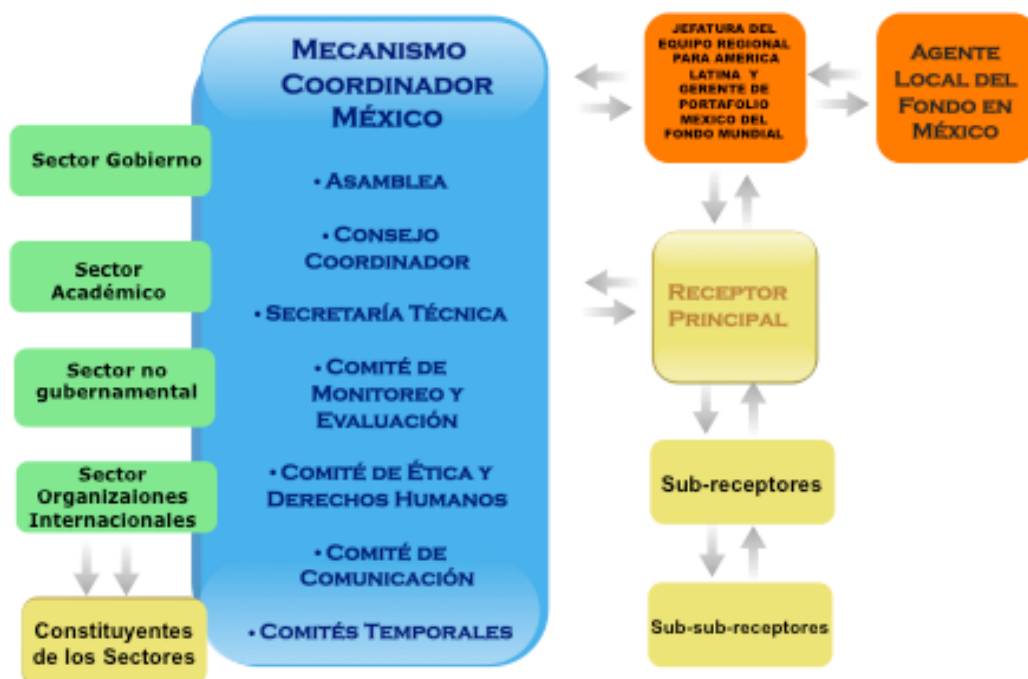 MECANISMO
COORDINADOR
MÉXICO
• ASAMBLEA
• CONSEJO
COORDINADOR
• SECRETARÍA TÉCNICA
• COMITÉ DE
MONITOREO Y
EVALUACIÓN
• COMITÉ DE ÉTICA Y
DERECHOS HUMANOS
• COMITÉ DE
COMUNICACIÓN
• COMITÉS TEMPORALES
Sector Gobierno
Sector
Académico
Sector no
gubernamental
Sector
Organizaiones
Internacionales
Constituyentes
de los Sectores
JEFATURA DEL
EQUIPO REGIONAL
PARA AMERICA
LATINA Y
GERENTE DE
PORTAFOLIO
MEXICO DEL
FONDO MUNDIAL
AGENTE
LOCAL DEL
FONDO EN
MÉXICO
RECEPTOR
PRINCIPAL
Sub-receptores
Sub-sub-receptores